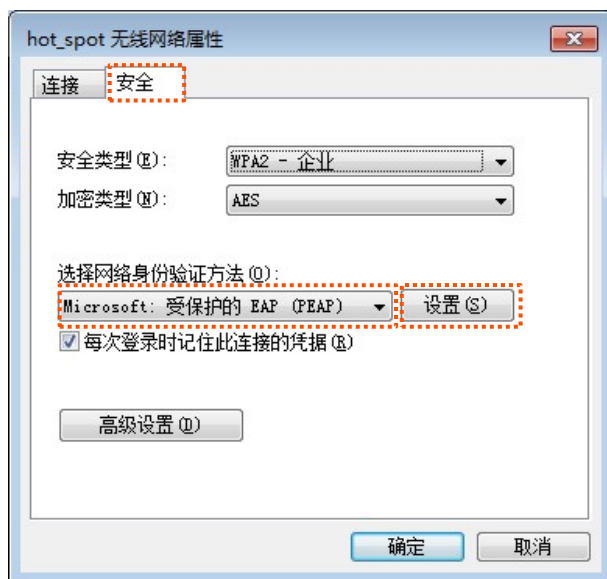 hot_spot 无线网络属性
连接 安全
安全类型(E): WPA2 - 企业
加密类型(N): AES
选择网络身份验证方法(O):
Microsoft: 受保护的 EAP (PEAP) 设置(S)
每次登录时记住此连接的凭据(R)
高级设置(D)
确定 取消